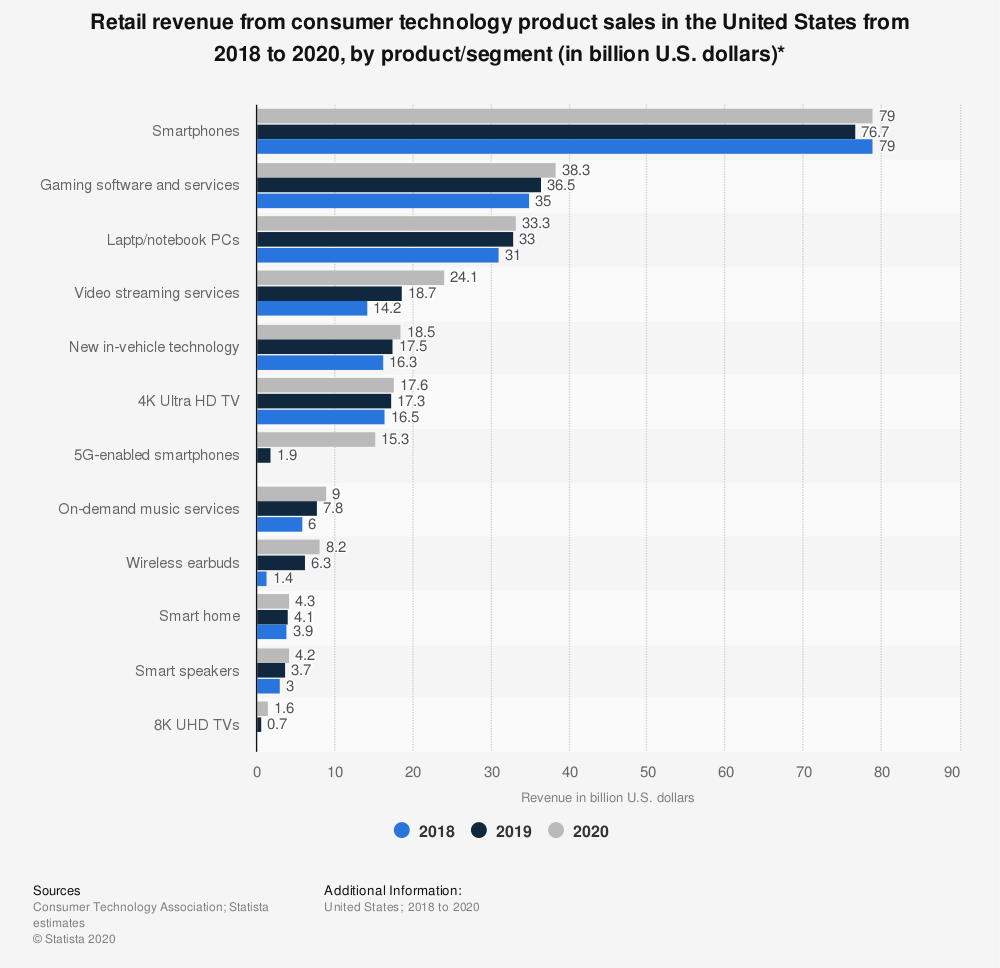 Retail revenue from consumer technology product sales in the United States from
2018 to 2020, by product/segment (in billion U.S. dollars)*
Smartphones
79
76.7
79
Gaming software and services
38.3
36.5
35
Laptp/notebook PCs
33.3
33
31
Video streaming services
24.1
18.7
14.2
New in-vehicle technology
18.5
17.5
16.3
4K Ultra HD TV
17.6
17.3
16.5
5G-enabled smartphones
15.3
1.9
On-demand music services
9
7.8
6
Wireless earbuds
8.2
6.3
1.4
Smart home
4.3
4.1
3.9
Smart speakers
4.2
3.7
3
8K UHD TVs
1.6
0.7
0 10 20 30 40 50 60 70 80 90
Revenue in billion U.S. dollars
2018 2019 2020
Sources
Consumer Technology Association; Statista
estimates
© Statista 2020
Additional Information:
United States; 2018 to 2020